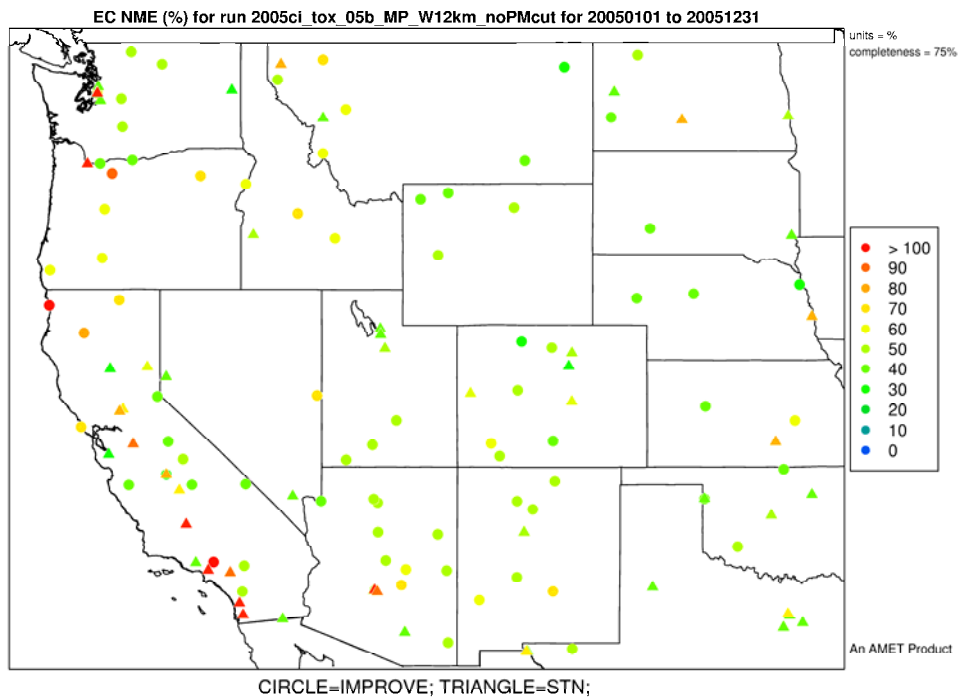 EC NME (%) for run 2005ci_tox_05b_MP_W12km_noPMcut for 20050101 to 20051231
units = %
completeness = 75%
> 100
90
80
70
60
50
40
30
20
10
0
An AMET Product
CIRCLE=IMPROVE; TRIANGLE=STN;